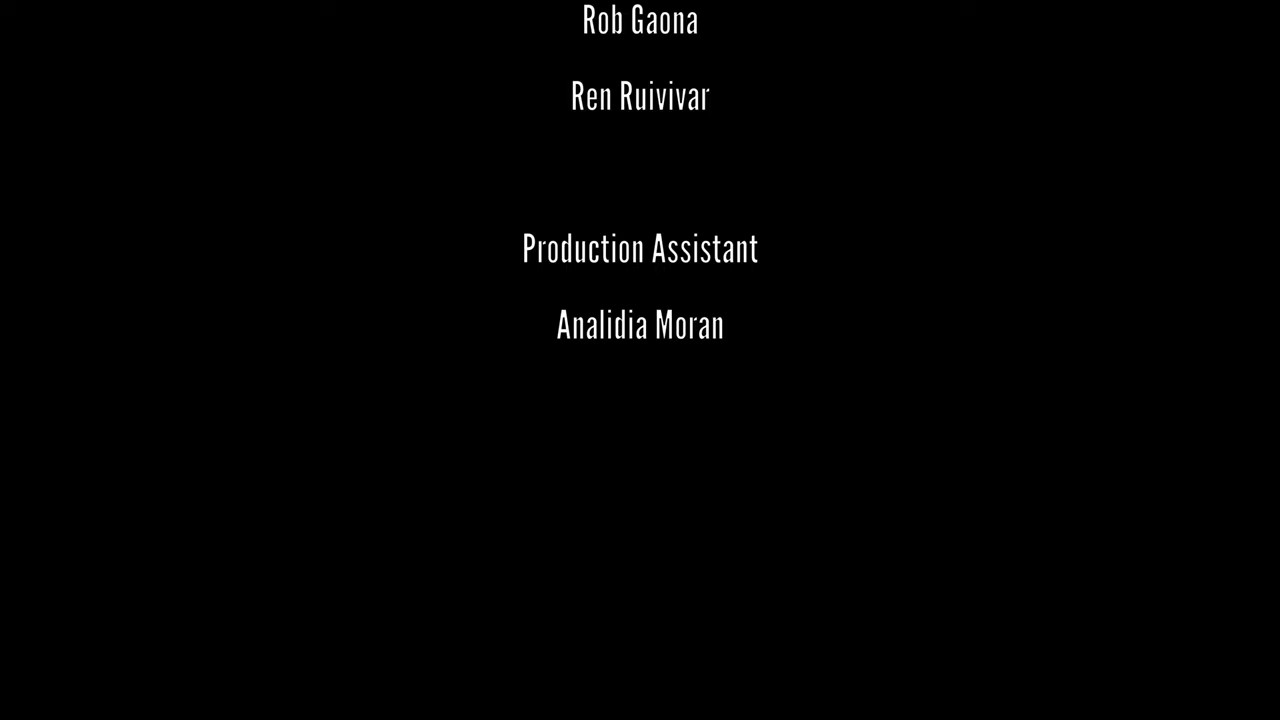 Rob Gaona
Ren Ruivivar
Production Assistant
Analidia Moran